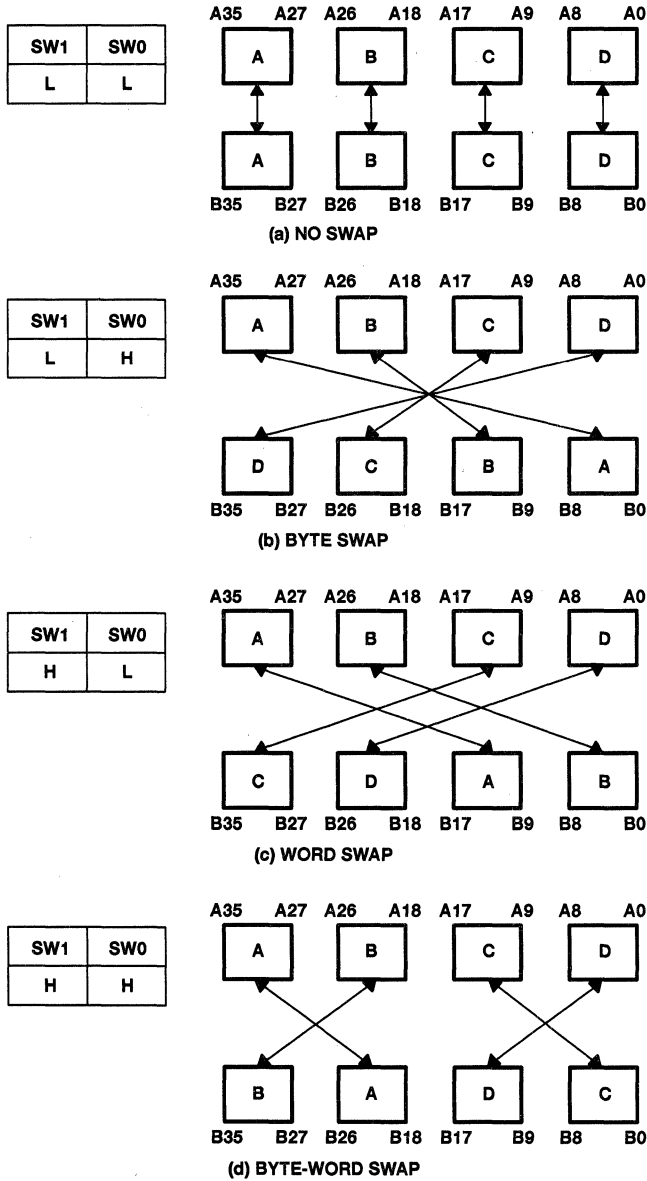 A35 A27 A26 A18 A17 A9 A8 A0
SW1 SW0
L L
A B C D
A B C D
B35 B27 B26 B18 B17 B9 B8 B0
(a) NO SWAP
A35 A27 A26 A18 A17 A9 A8 A0
SW1 SW0
L H
A B C D
D C B A
B35 B27 B26 B18 B17 B9 B8 B0
(b) BYTE SWAP
A35 A27 A26 A18 A17 A9 A8 A0
SW1 SW0
H L
A B C D
C D A B
B35 B27 B26 B18 B17 B9 B8 B0
(c) WORD SWAP
A35 A27 A26 A18 A17 A9 A8 A0
SW1 SW0
H H
A B C D
B A D C
B35 B27 B26 B18 B17 B9 B8 B0
(d) BYTE-WORD SWAP